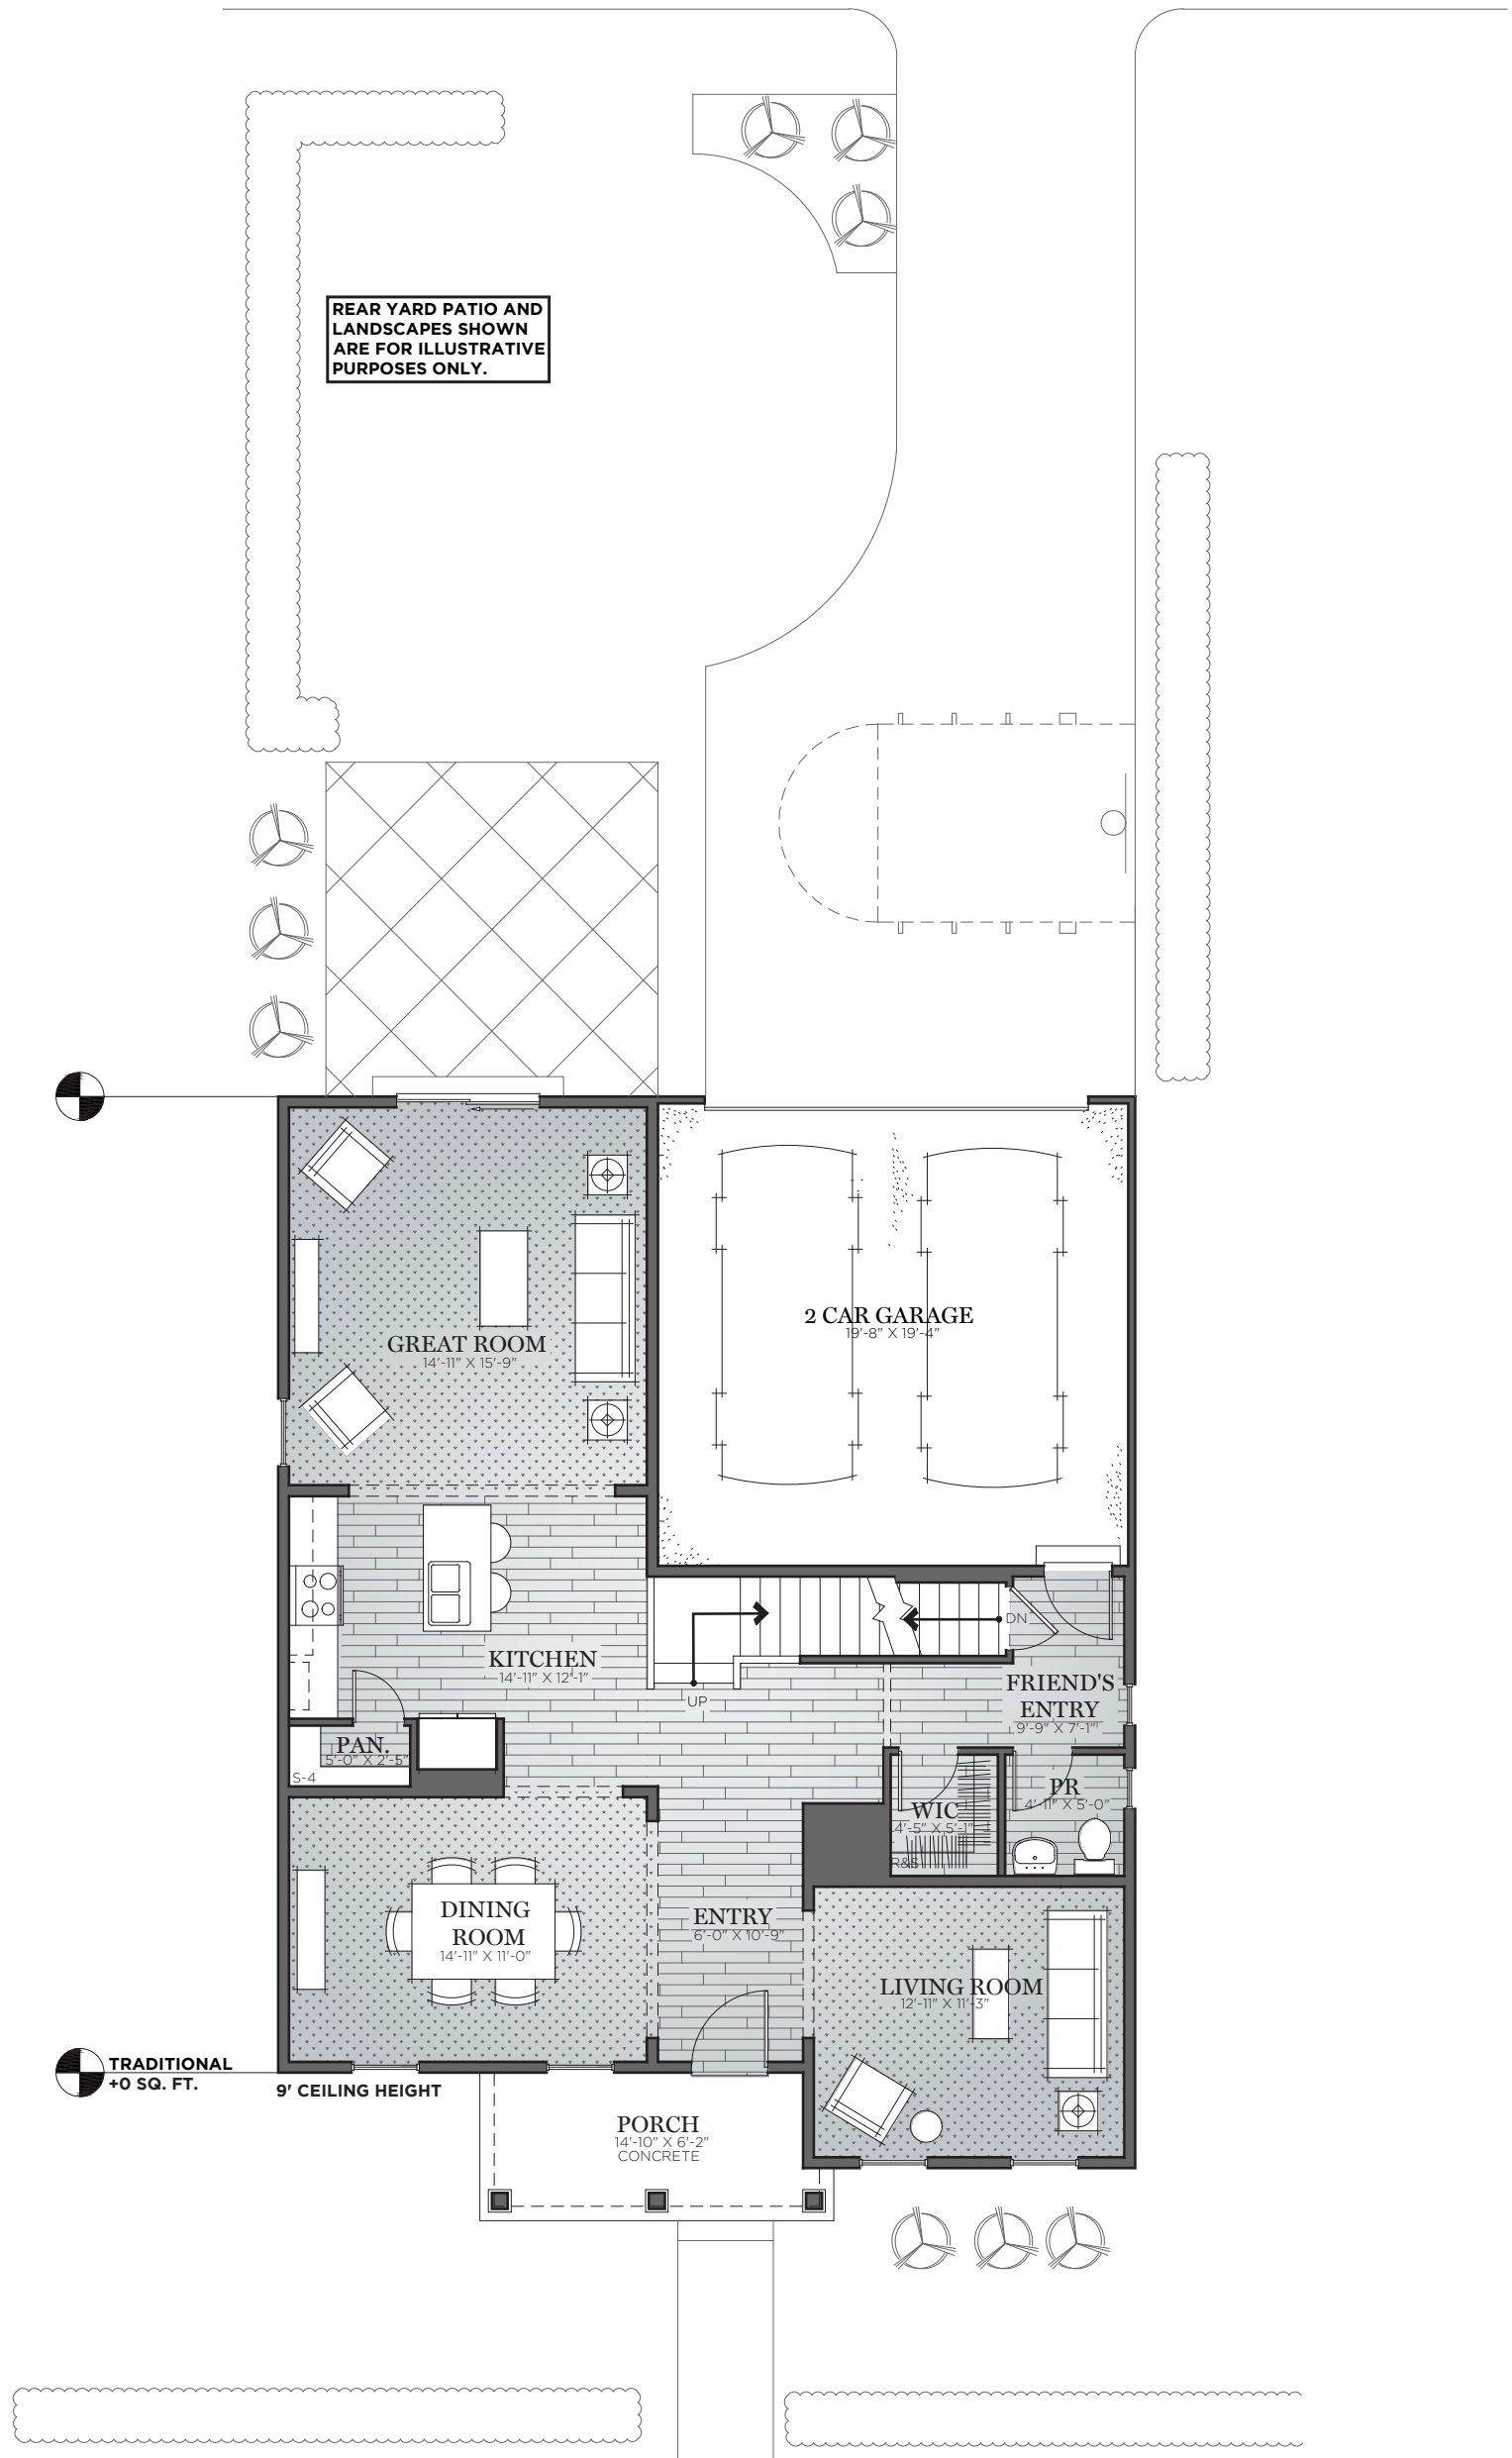 REAR YARD PATIO AND
LANDSCAPES SHOWN
ARE FOR ILLUSTRATIVE
PURPOSES ONLY.
2 CAR GARAGE
19'-8" X 19'-4"
GREAT ROOM
14'-11" X 15'-9"
DN
KITCHEN
14'-11" X 12'-1"
UP
FRIEND'S
ENTRY
9'-9" X 7'-1"
PAN.
5'-0" X 2'-5"
S-4
PR
4'-11" X 5'-0"
WIC
4'-5" X 5'-1"
R&S
DINING
ROOM
14'-11" X 11'-0"
ENTRY
6'-0" X 10'-9"
LIVING ROOM
12'-11" X 11'-3"
TRADITIONAL
+0 SQ. FT.
9' CEILING HEIGHT
PORCH
14'-10" X 6'-2"
CONCRETE